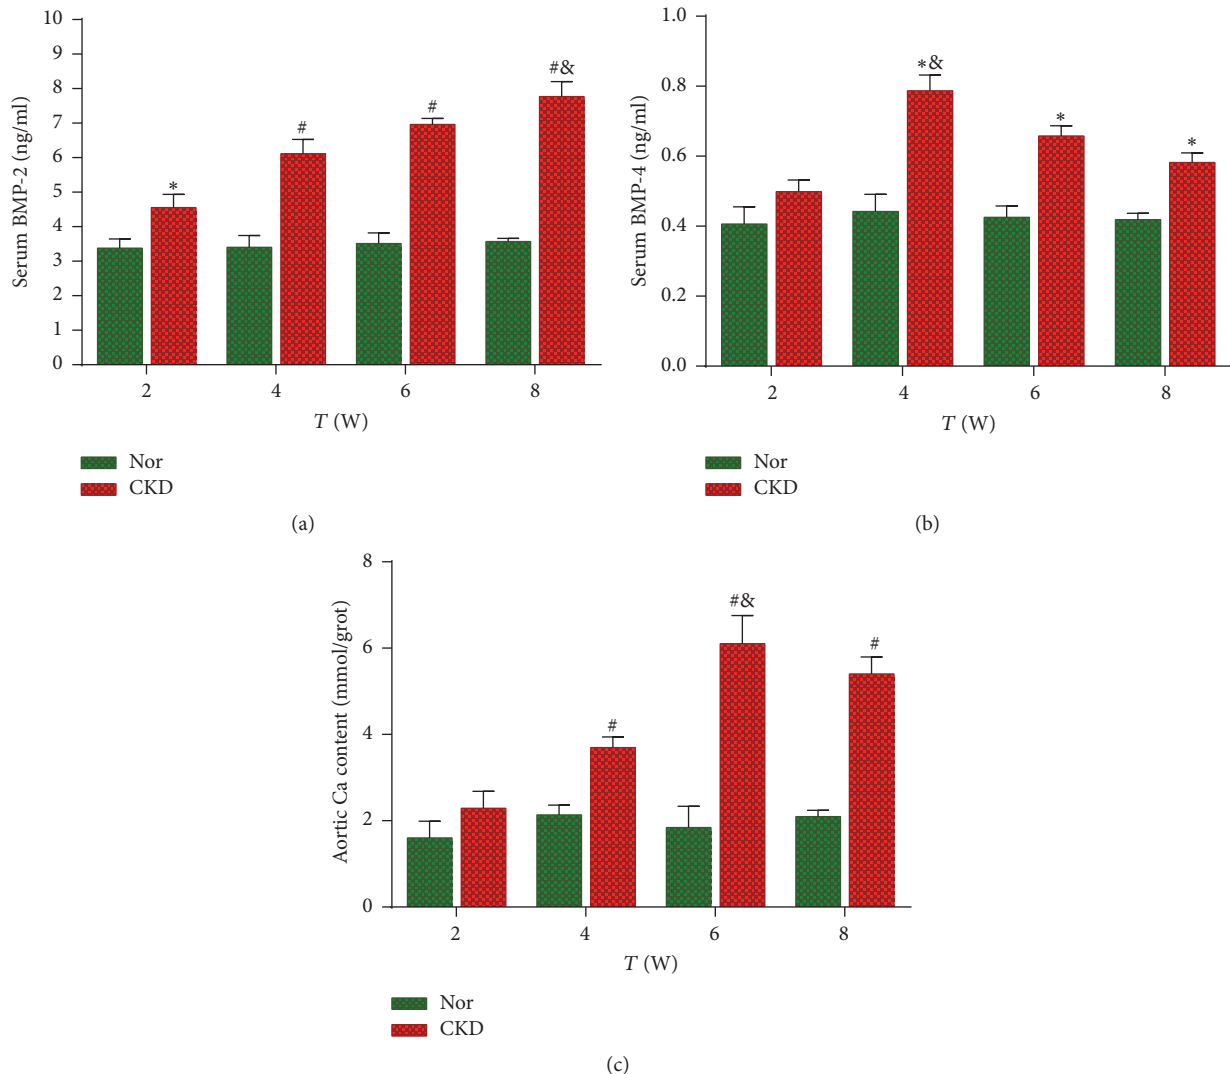 10
9
8
7
6
5
4
3
2
1
0
Serum BMP-2 (ng/ml)
*
#
#
#&
2 4 6 8
T (W)
Nor
CKD
(a)
1.0
0.8
0.6
0.4
0.2
0.0
Serum BMP-4 (ng/ml)
*&
*
*
2 4 6 8
T (W)
Nor
CKD
(b)
8
6
4
2
0
Aortic Ca content (mmol/grot)
#
#&
#
2 4 6 8
T (W)
Nor
CKD
(c)